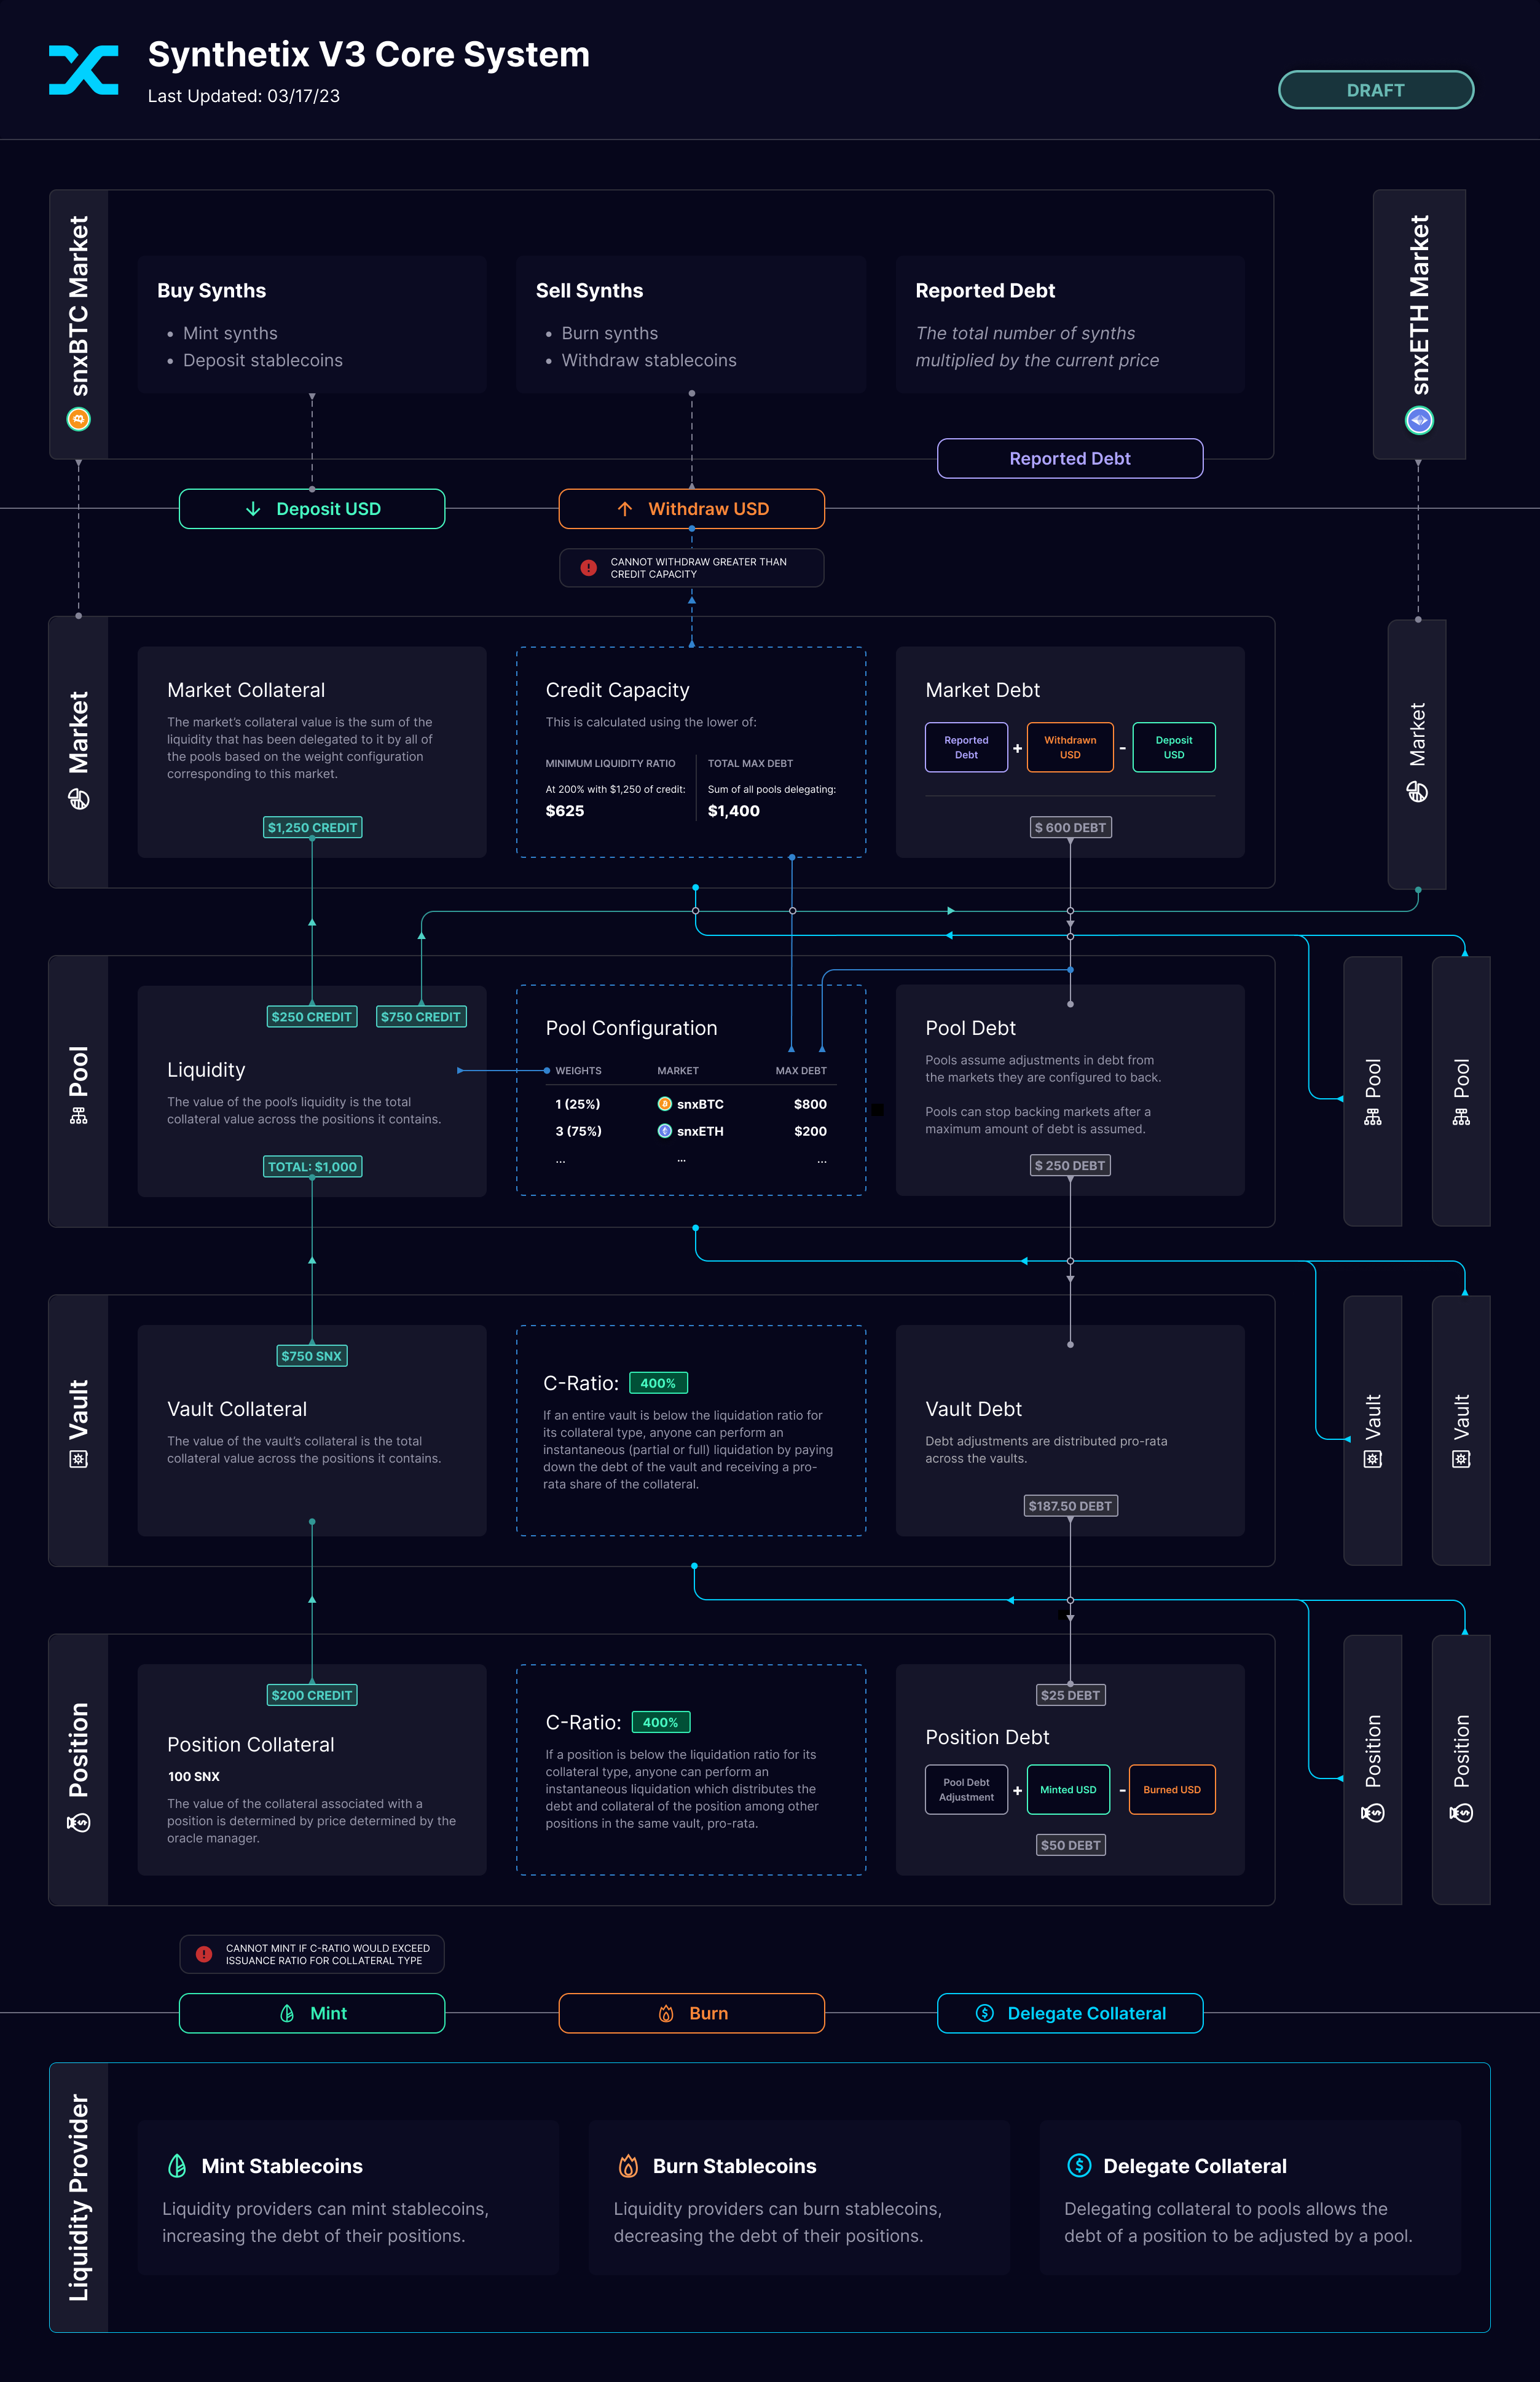 Synthetix V3 Core System
Last Updated: 03/17/23
DRAFT
snxBTC Market
Buy Synths
• Mint synths
• Deposit stablecoins
Sell Synths
• Burn synths
• Withdraw stablecoins
Reported Debt
The total number of synths
multiplied by the current price
snxETH Market
Reported Debt
Deposit USD
Withdraw USD
CANNOT WITHDRAW GREATER THAN
CREDIT CAPACITY
Market
Market Collateral
The market's collateral value is the sum of the
liquidity that has been delegated to it by all of
the pools based on the weight configuration
corresponding to this market.
$1,250 CREDIT
Credit Capacity
This is calculated using the lower of:
MINIMUM LIQUIDITY RATIO
At 200% with $1,250 of credit:
$625
TOTAL MAX DEBT
Sum of all pools delegating:
$1,400
Market Debt
Reported
Debt
+
Withdrawn
USD
-
Deposit
USD
$ 600 DEBT
Market
Pool
$250 CREDIT
$750 CREDIT
Liquidity
The value of the pool's liquidity is the total
collateral value across the positions it contains.
TOTAL: $1,000
Pool Configuration
WEIGHTS MARKET MAX DEBT
1 (25%) snxBTC $800
3 (75%) snxETH $200
... ... ...
Pool Debt
Pools assume adjustments in debt from
the markets they are configured to back.
Pools can stop backing markets after a
maximum amount of debt is assumed.
$ 250 DEBT
Pool
Pool
Vault
$750 SNX
Vault Collateral
The value of the vault's collateral is the total
collateral value across the positions it contains.
C-Ratio: 400%
If an entire vault is below the liquidation ratio for
its collateral type, anyone can perform an
instantaneous (partial or full) liquidation by paying
down the debt of the vault and receiving a pro-
rata share of the collateral.
Vault Debt
Debt adjustments are distributed pro-rata
across the vaults.
$187.50 DEBT
Vault
Vault
Position
$200 CREDIT
Position Collateral
100 SNX
The value of the collateral associated with a
position is determined by price determined by the
oracle manager.
C-Ratio: 400%
If a position is below the liquidation ratio for its
collateral type, anyone can perform an
instantaneous liquidation which distributes the
debt and collateral of the position among other
positions in the same vault, pro-rata.
$25 DEBT
Position Debt
Pool Debt
Adjustment
+
Minted USD
-
Burned USD
$50 DEBT
Position
Position
CANNOT MINT IF C-RATIO WOULD EXCEED
ISSUANCE RATIO FOR COLLATERAL TYPE
Mint
Burn
Delegate Collateral
Liquidity Provider
Mint Stablecoins
Liquidity providers can mint stablecoins,
increasing the debt of their positions.
Burn Stablecoins
Liquidity providers can burn stablecoins,
decreasing the debt of their positions.
Delegate Collateral
Delegating collateral to pools allows the
debt of a position to be adjusted by a pool.